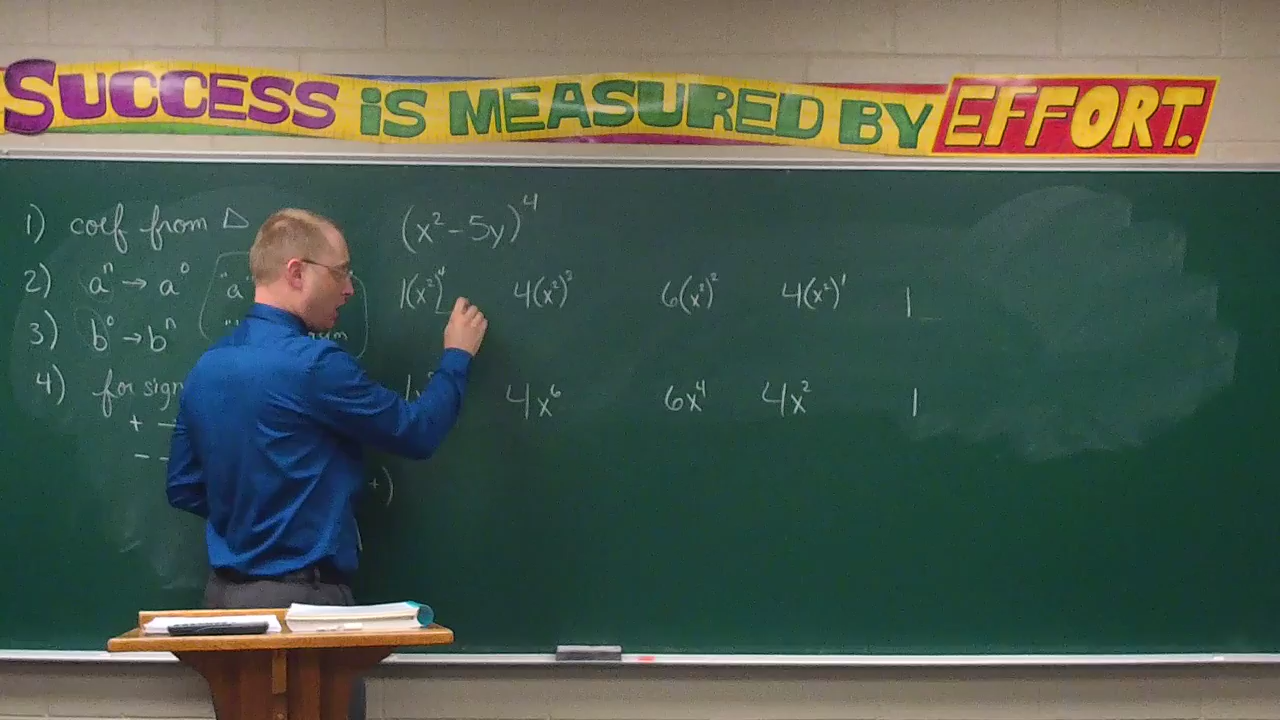 SUCCESS iS MEASURED BY EFFORT.
1) coef from △
2) aⁿ → a⁰ "a"
3) b⁰ → bⁿ
4) for sign
+ –
– –
+)
(x² – 5y)⁴
1(x²)⁴ 4(x²)³ 6(x²)² 4(x²)¹ 1
4x⁶ 6x⁴ 4x² 1